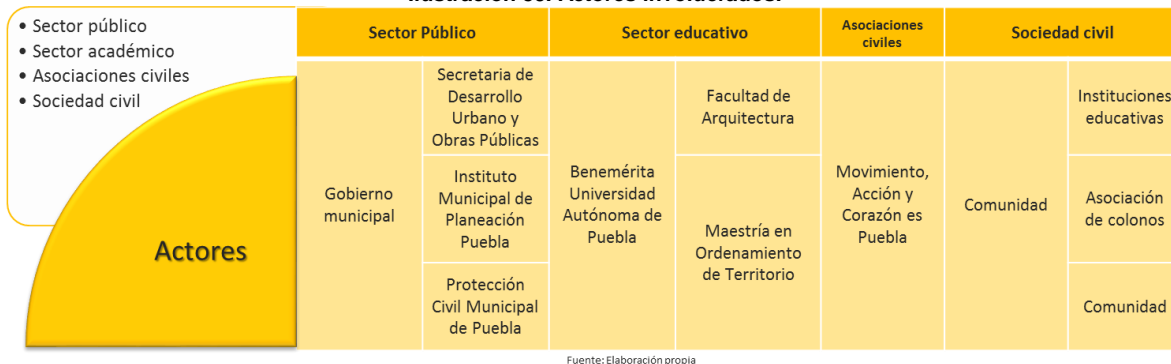 • Sector público
• Sector académico
• Asociaciones civiles
• Sociedad civil
Actores
Sector Público
Sector educativo
Asociaciones
civiles
Sociedad civil
Gobierno
municipal
Secretaria de
Desarrollo
Urbano y
Obras Públicas
Instituto
Municipal de
Planeación
Puebla
Protección
Civil Municipal
de Puebla
Benemérita
Universidad
Autónoma de
Puebla
Facultad de
Arquitectura
Maestría en
Ordenamiento
de Territorio
Movimiento,
Acción y
Corazón es
Puebla
Comunidad
Instituciones
educativas
Asociación
de colonos
Comunidad
Fuente: Elaboración propia